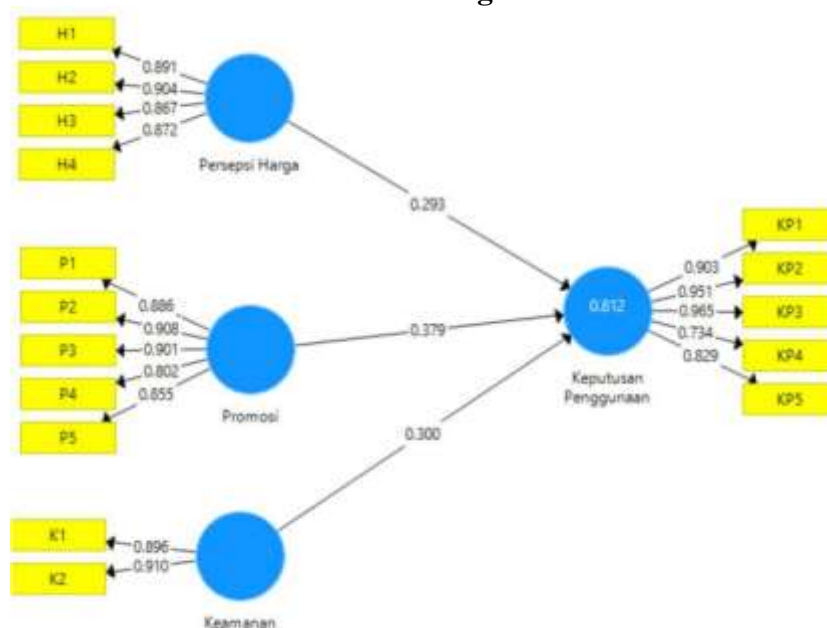 H1
0.891
H2
0.904
H3
0.867
H4
0.872
Persepsi Harga
0.293
P1
0.886
P2
0.908
P3
0.901
P4
0.802
P5
0.855
Promosi
0.379
K1
0.896
K2
0.910
Keamanan
0.300
0.812
Keputusan
Penggunaan
KP1
0.903
KP2
0.951
KP3
0.965
KP4
0.734
KP5
0.829